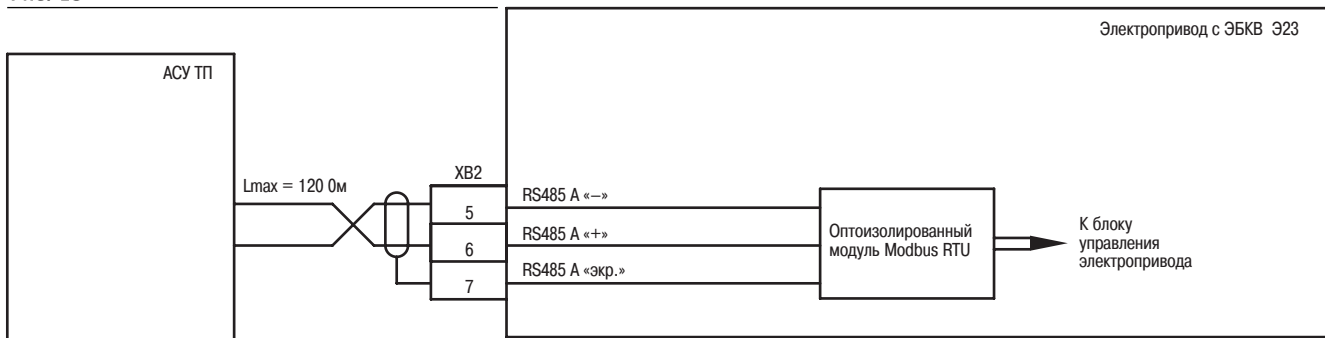 Электропривод с ЭБКВ Э23
АСУ ТП
Lmax = 120 Ом
XB2
5
6
7
RS485 А «–»
RS485 А «+»
RS485 А «экр.»
Оптоизолированный
модуль Modbus RTU
К блоку
управления
электропривода